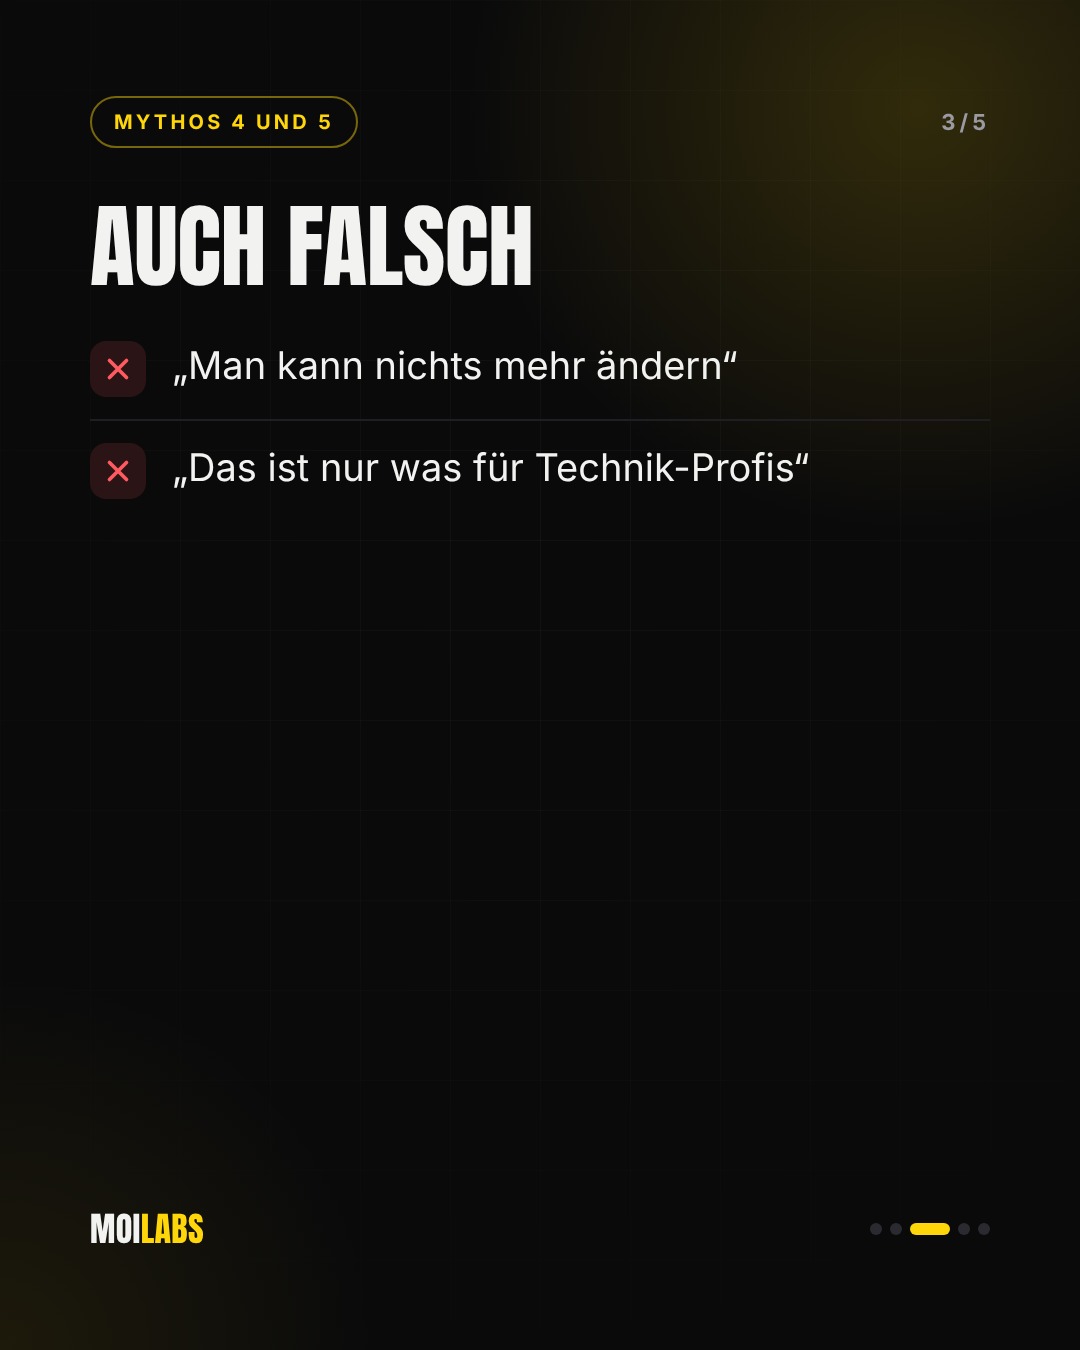 MYTHOS 4 UND 5
3/5
AUCH FALSCH
„Man kann nichts mehr ändern“
„Das ist nur was für Technik-Profis“
MOILABS